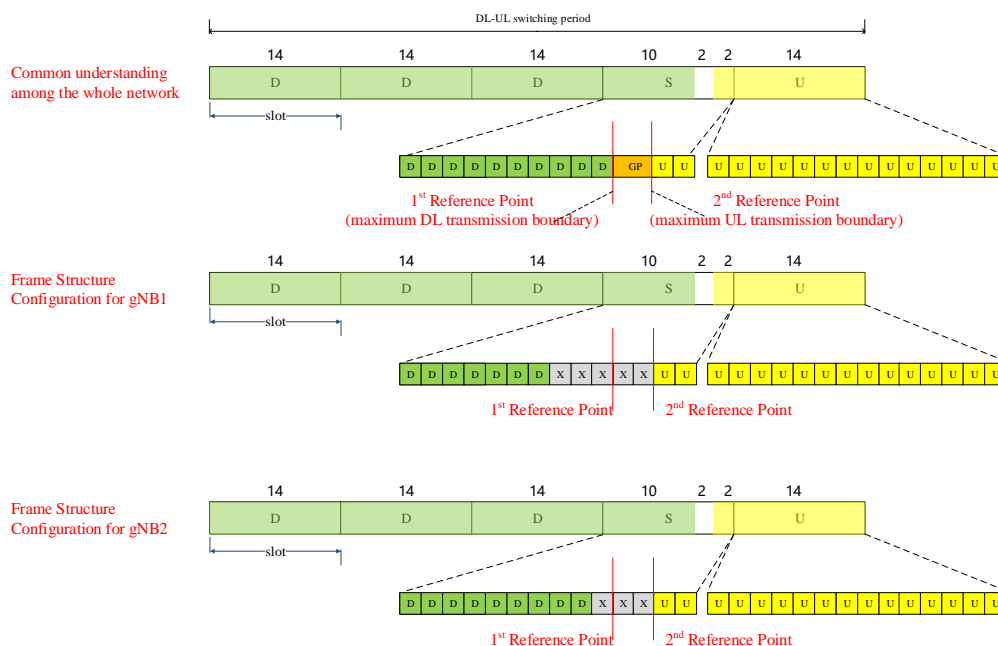 DL-UL switching period
14 14 14 10 2 2 14
Common understanding
among the whole network
D D D S U
slot
D D D D D D D D D D GP U U U U U U U U U U U U U U U U
1st Reference Point
(maximum DL transmission boundary)
2nd Reference Point
(maximum UL transmission boundary)
14 14 14 10 2 2 14
Frame Structure
Configuration for gNB1
D D D S U
slot
D D D D D D D X X X X X U U U U U U U U U U U U U U U U
1st Reference Point
2nd Reference Point
14 14 14 10 2 2 14
Frame Structure
Configuration for gNB2
D D D S U
slot
D D D D D D D D D X X X U U U U U U U U U U U U U U U U
1st Reference Point
2nd Reference Point